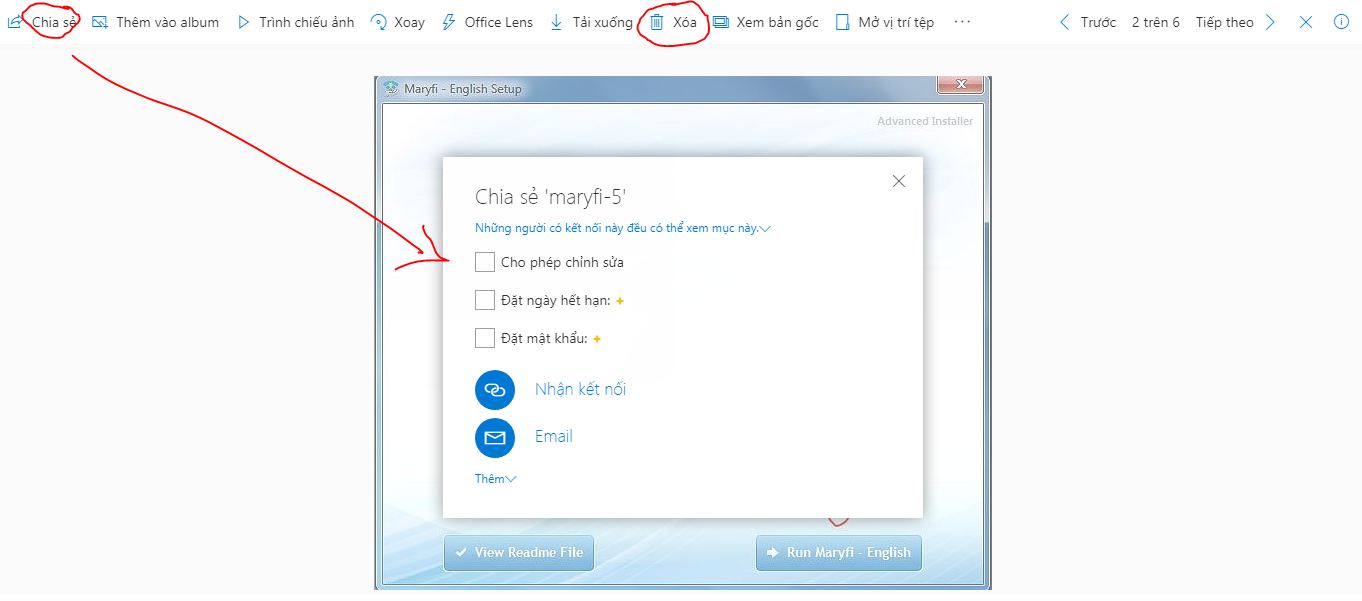 Chia sẻ Thêm vào album Trình chiếu ảnh Xoay Office Lens Tải xuống Xóa Xem bản gốc Mở vị trí tệp ··· Trước 2 trên 6 Tiếp theo
Maryfi - English Setup
Advanced Installer
Chia sẻ 'maryfi-5'
Những người có kết nối này đều có thể xem mục này.
Cho phép chỉnh sửa
Đặt ngày hết hạn:
Đặt mật khẩu:
Nhận kết nối
Email
Thêm
View Readme File Run Maryfi - English